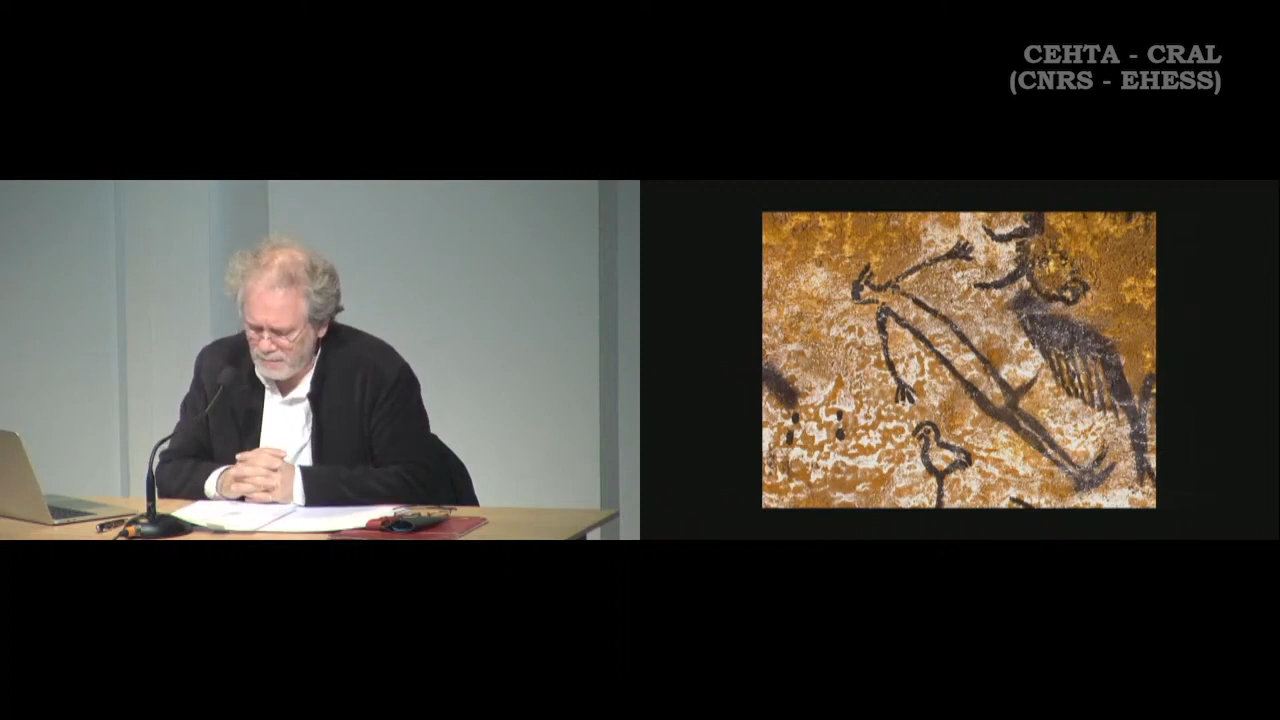 CEHTA - CRAL
(CNRS - EHESS)